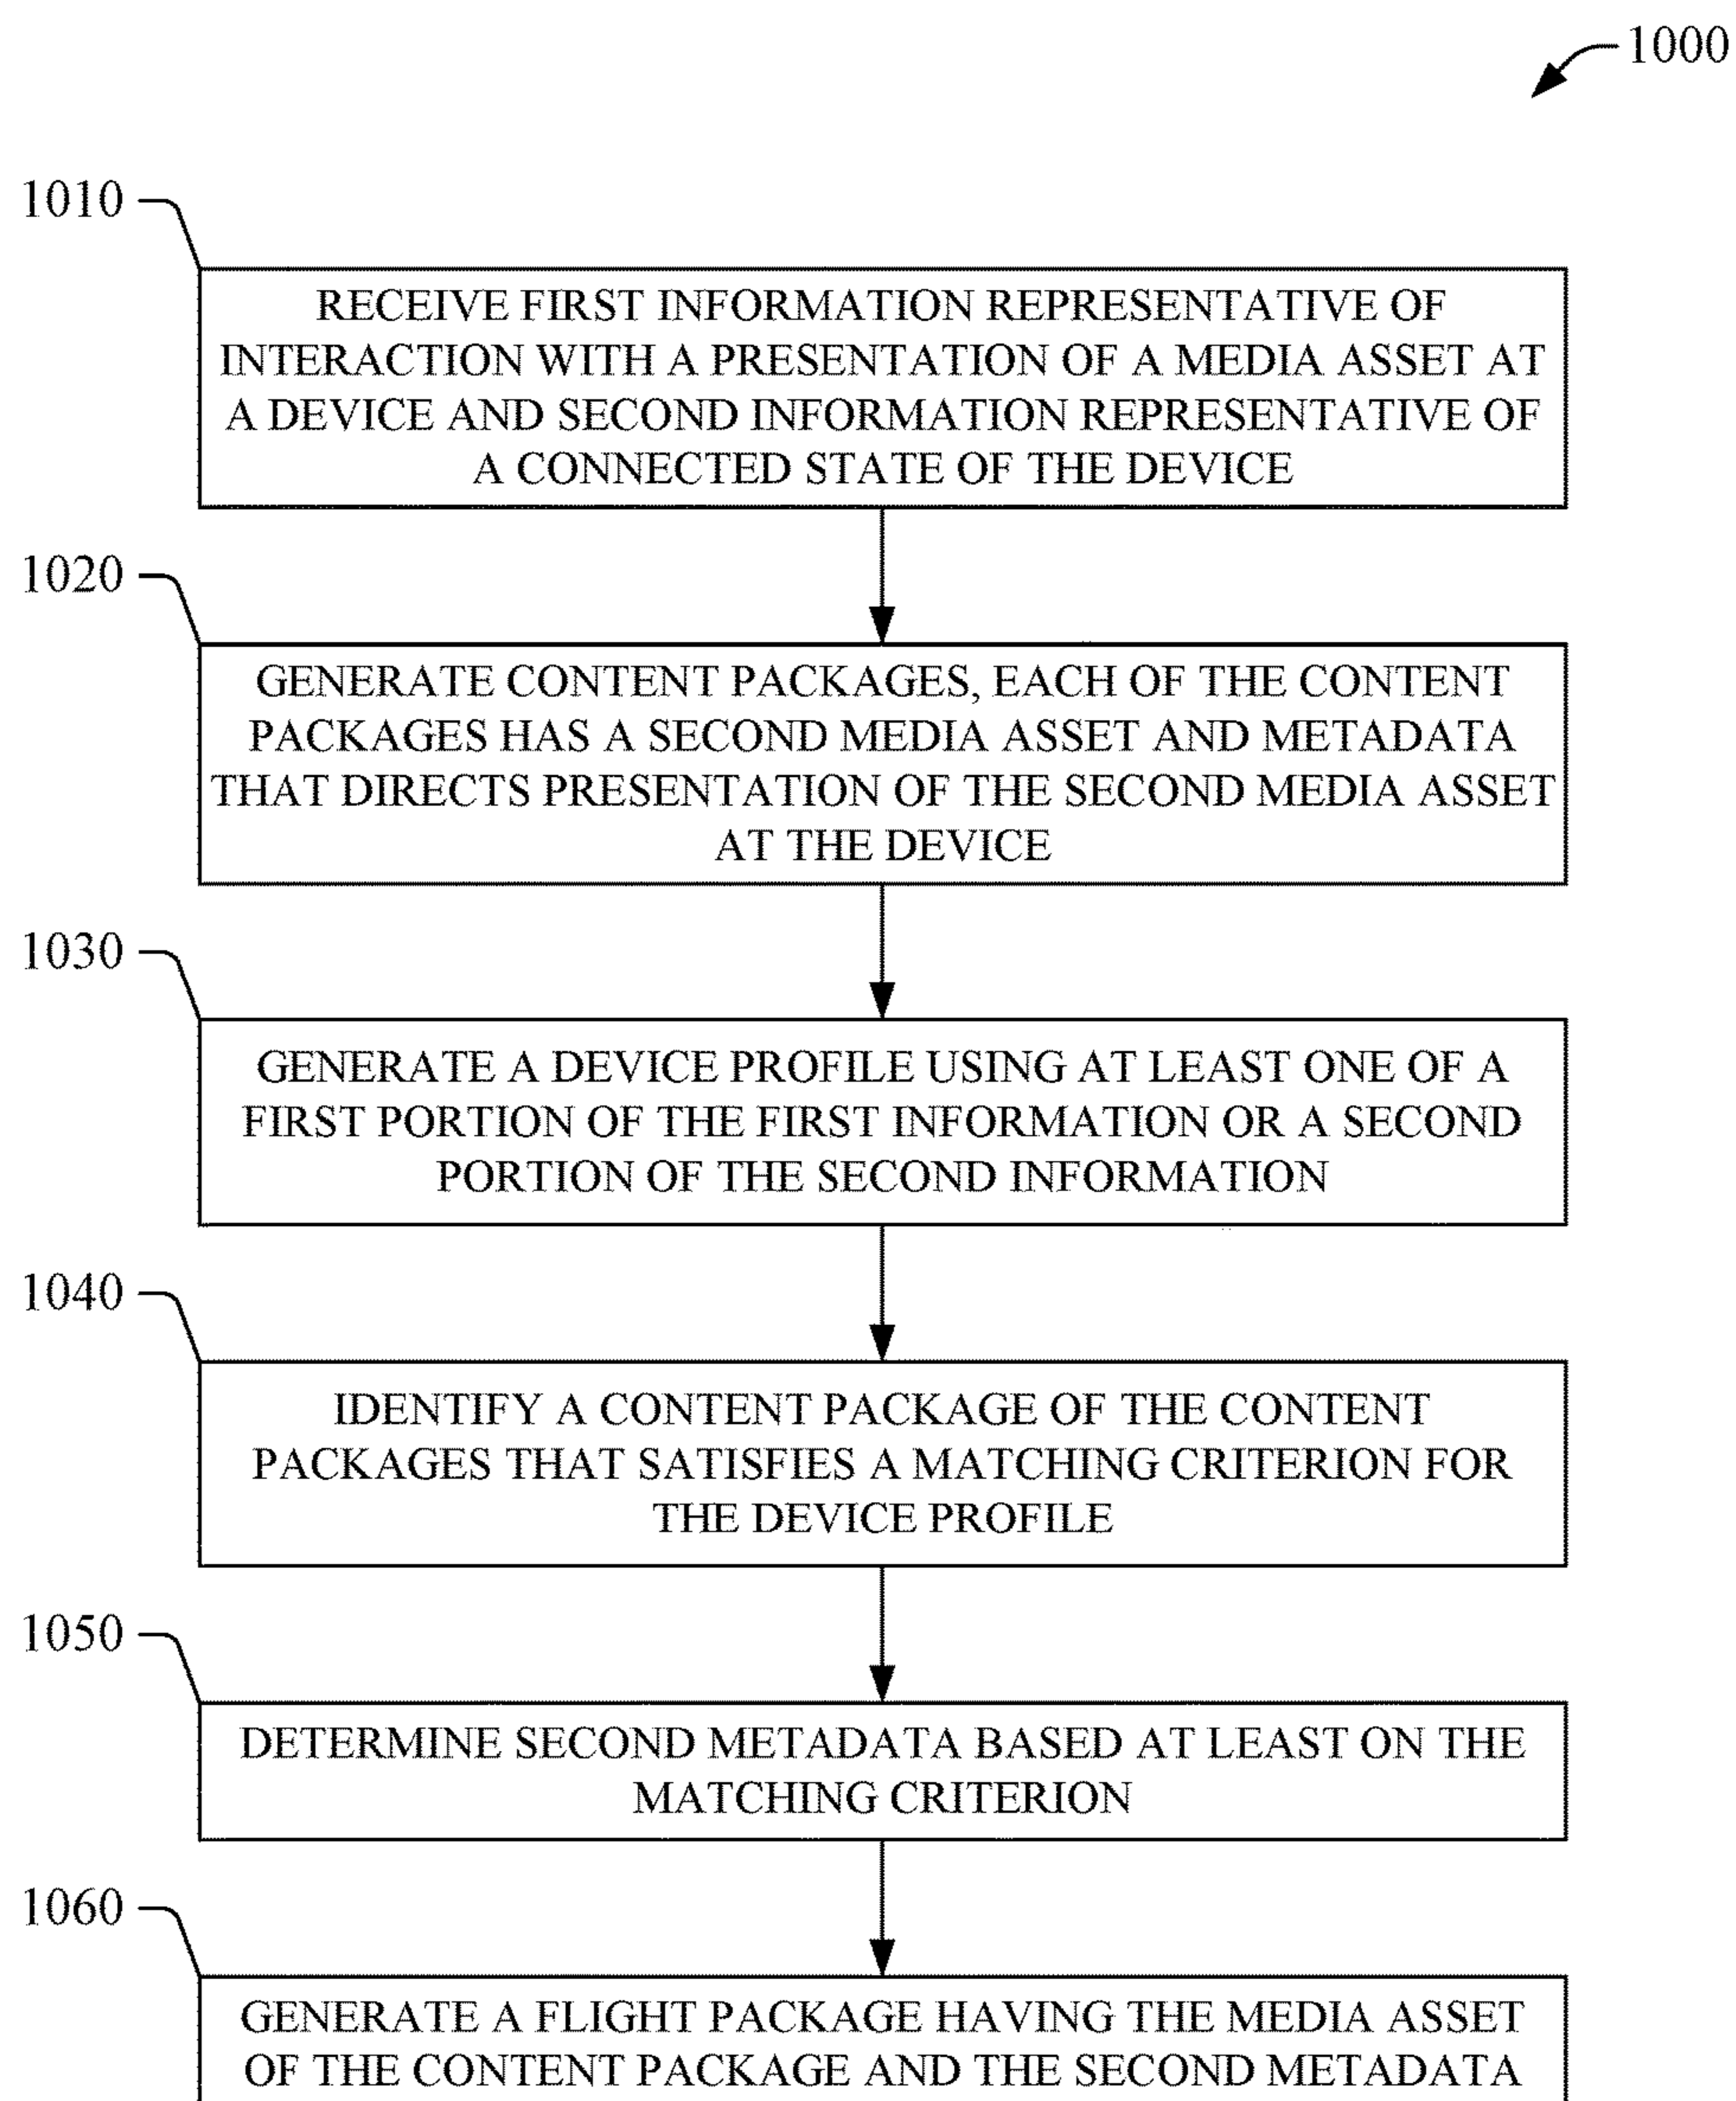 1000
1010
RECEIVE FIRST INFORMATION REPRESENTATIVE OF
INTERACTION WITH A PRESENTATION OF A MEDIA ASSET AT
A DEVICE AND SECOND INFORMATION REPRESENTATIVE OF
A CONNECTED STATE OF THE DEVICE
1020
GENERATE CONTENT PACKAGES, EACH OF THE CONTENT
PACKAGES HAS A SECOND MEDIA ASSET AND METADATA
THAT DIRECTS PRESENTATION OF THE SECOND MEDIA ASSET
AT THE DEVICE
1030
GENERATE A DEVICE PROFILE USING AT LEAST ONE OF A
FIRST PORTION OF THE FIRST INFORMATION OR A SECOND
PORTION OF THE SECOND INFORMATION
1040
IDENTIFY A CONTENT PACKAGE OF THE CONTENT
PACKAGES THAT SATISFIES A MATCHING CRITERION FOR
THE DEVICE PROFILE
1050
DETERMINE SECOND METADATA BASED AT LEAST ON THE
MATCHING CRITERION
1060
GENERATE A FLIGHT PACKAGE HAVING THE MEDIA ASSET
OF THE CONTENT PACKAGE AND THE SECOND METADATA